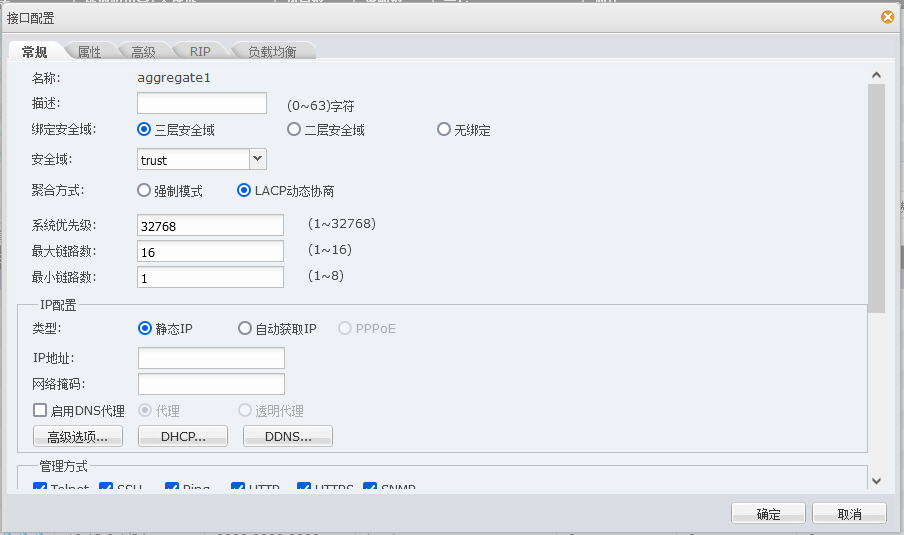 接口配置
常规 属性 高级 RIP 负载均衡
名称: aggregate1
描述: (0~63)字符
绑定安全域: 三层安全域 二层安全域 无绑定
安全域: trust
聚合方式: 强制模式 LACP动态协商
系统优先级: 32768 (1~32768)
最大链路数: 16 (1~16)
最小链路数: 1 (1~8)
IP配置
类型: 静态IP 自动获取IP PPPoE
IP地址:
网络掩码:
启用DNS代理 代理 透明代理
高级选项... DHCP... DDNS...
管理方式
Telnet SSH Ping HTTP HTTPS SNMP
确定 取消